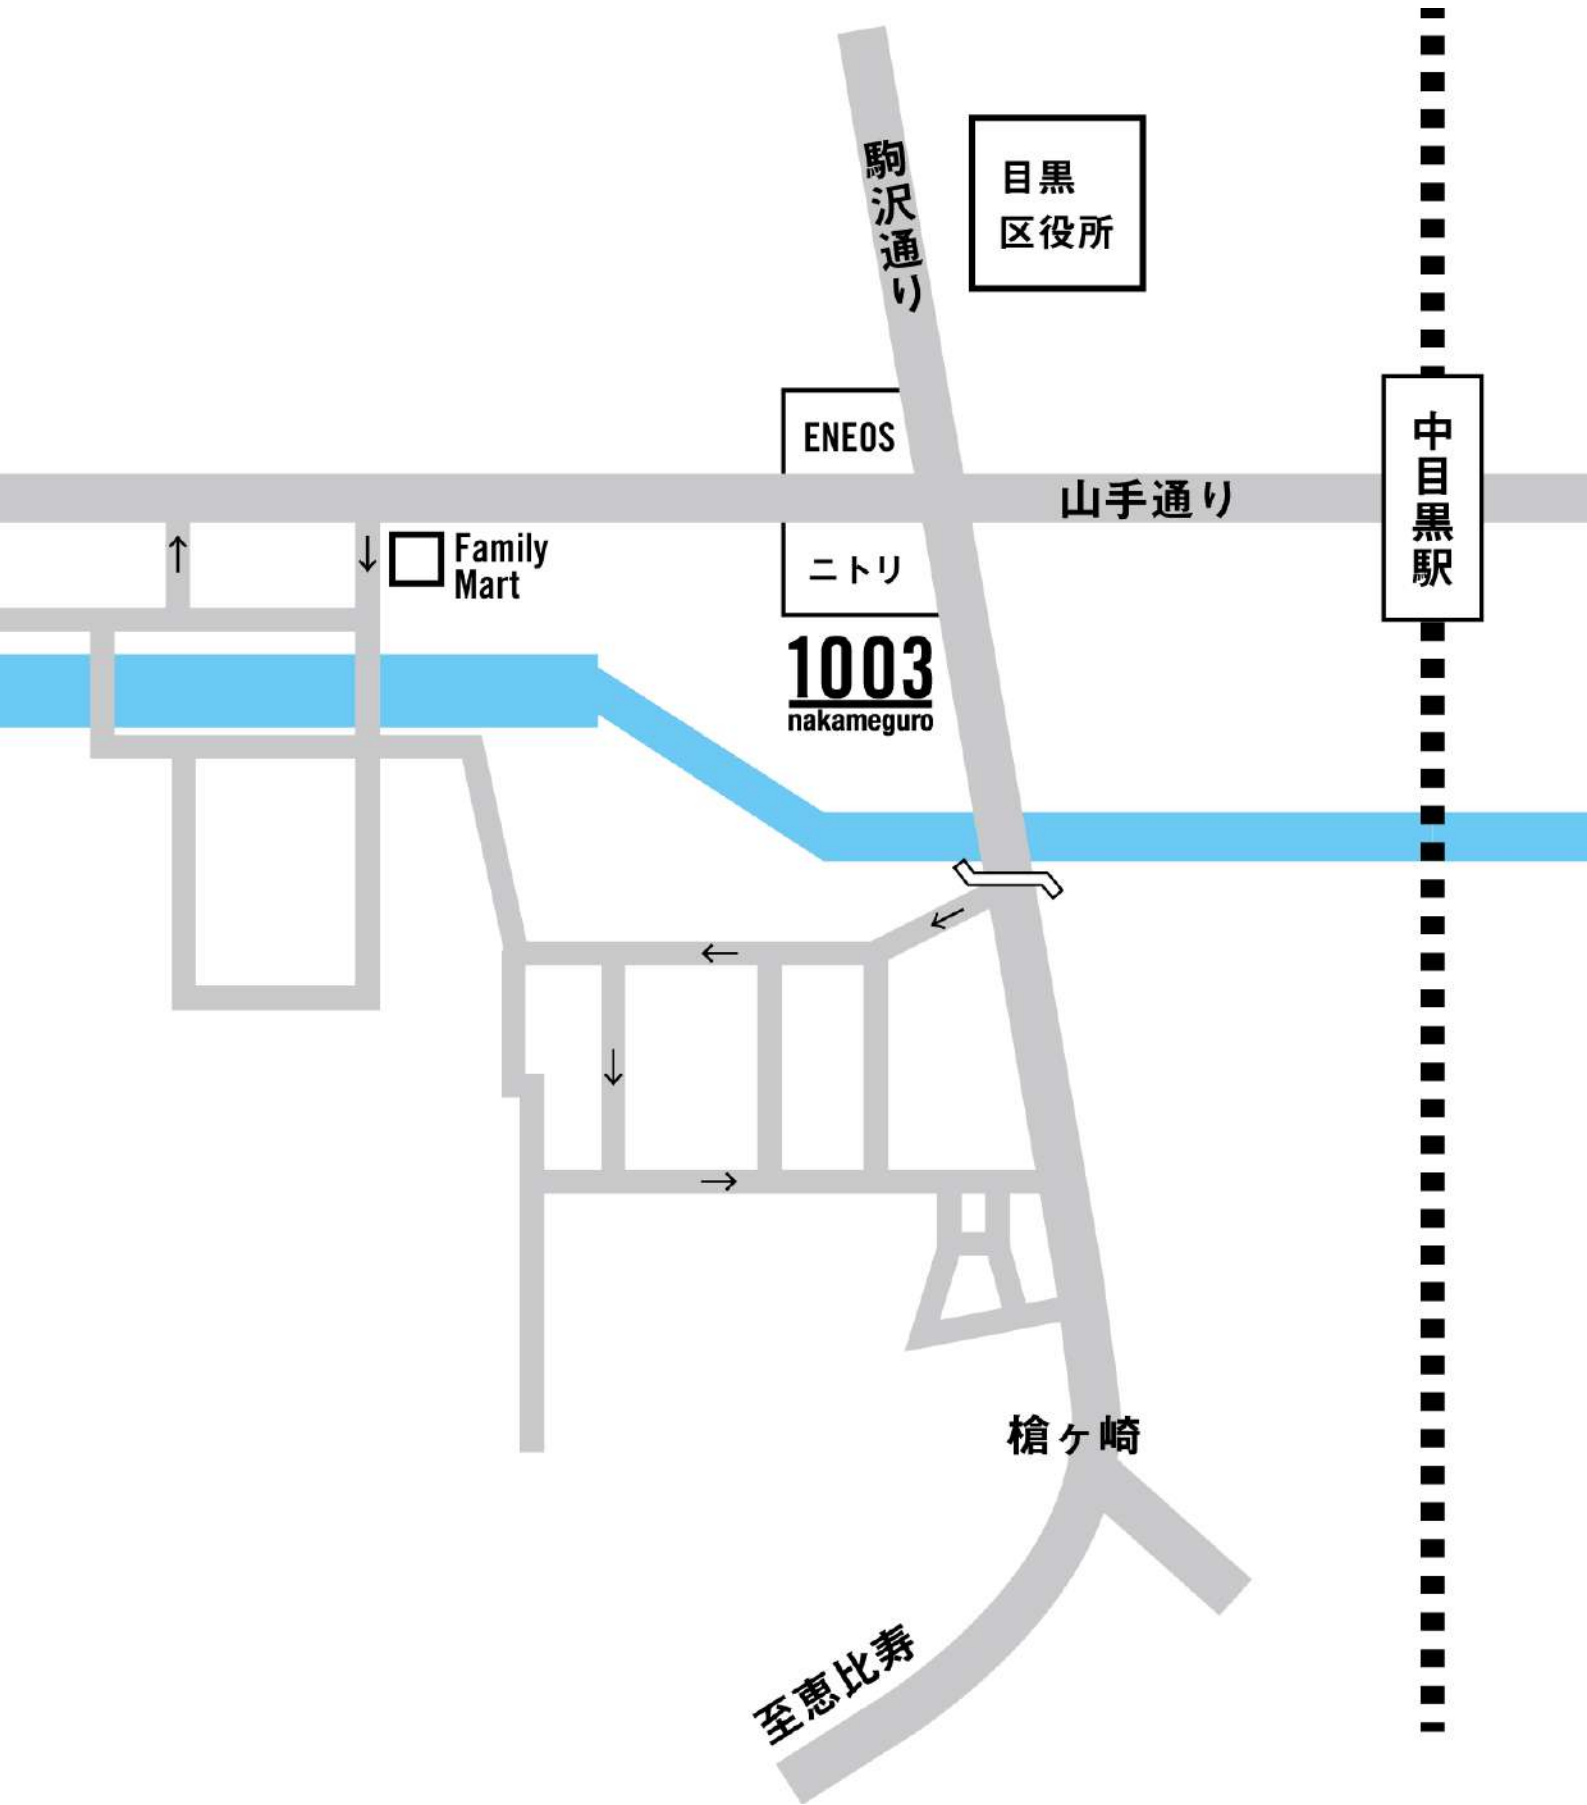 駒沢通り
目黒
区役所
ENEOS
山手通り
中目黒駅
Family
Mart
ニトリ
1003
nakameguro
槍ヶ崎
至恵比寿